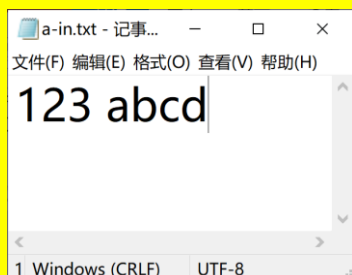 a-in.txt - 记事...
文件(F) 编辑(E) 格式(O) 查看(V) 帮助(H)
123 abcd
1 Windows (CRLF) UTF-8